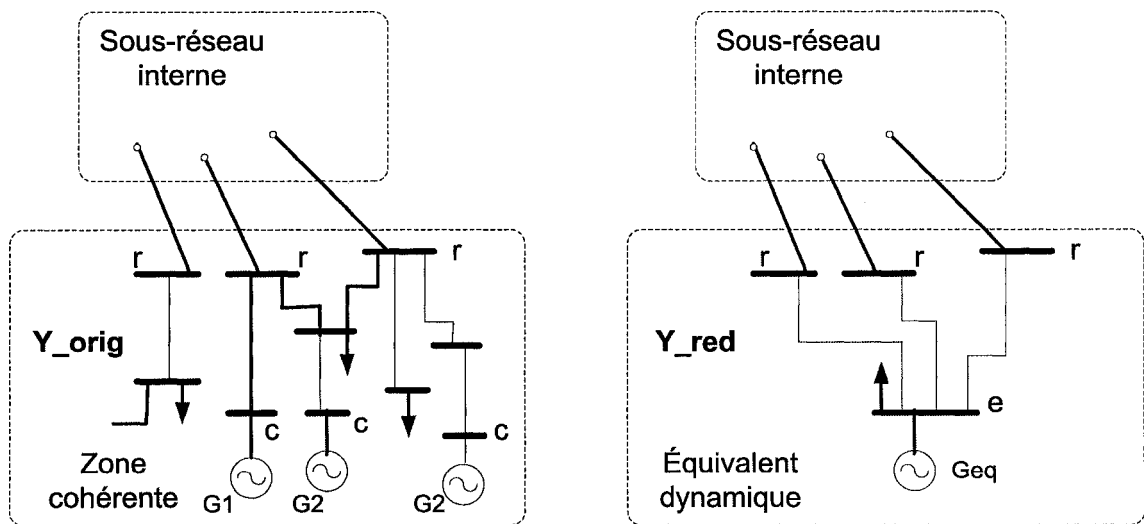 Sous-réseau
interne
r
r
r
Y_orig
c
c
c
Zone
cohérente
G1
G2
G2
Sous-réseau
interne
r
r
r
Y_red
e
Équivalent
dynamique
Geq